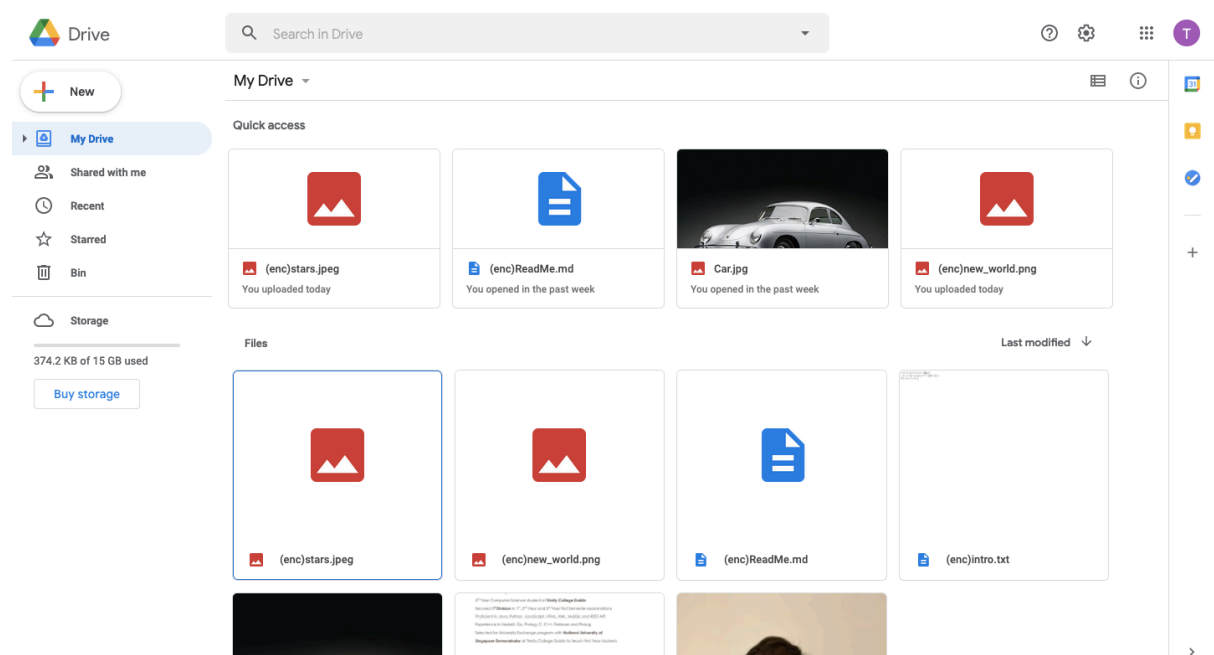 Drive
Search in Drive
T
New
My Drive
31
My Drive
Shared with me
Recent
Starred
Bin
Storage
374.2 KB of 15 GB used
Buy storage
Quick access
(enc)stars.jpeg
You uploaded today
(enc)ReadMe.md
You opened in the past week
Car.jpg
You opened in the past week
(enc)new_world.png
You uploaded today
Files
Last modified
(enc)stars.jpeg
(enc)new_world.png
(enc)ReadMe.md
(enc)intro.txt